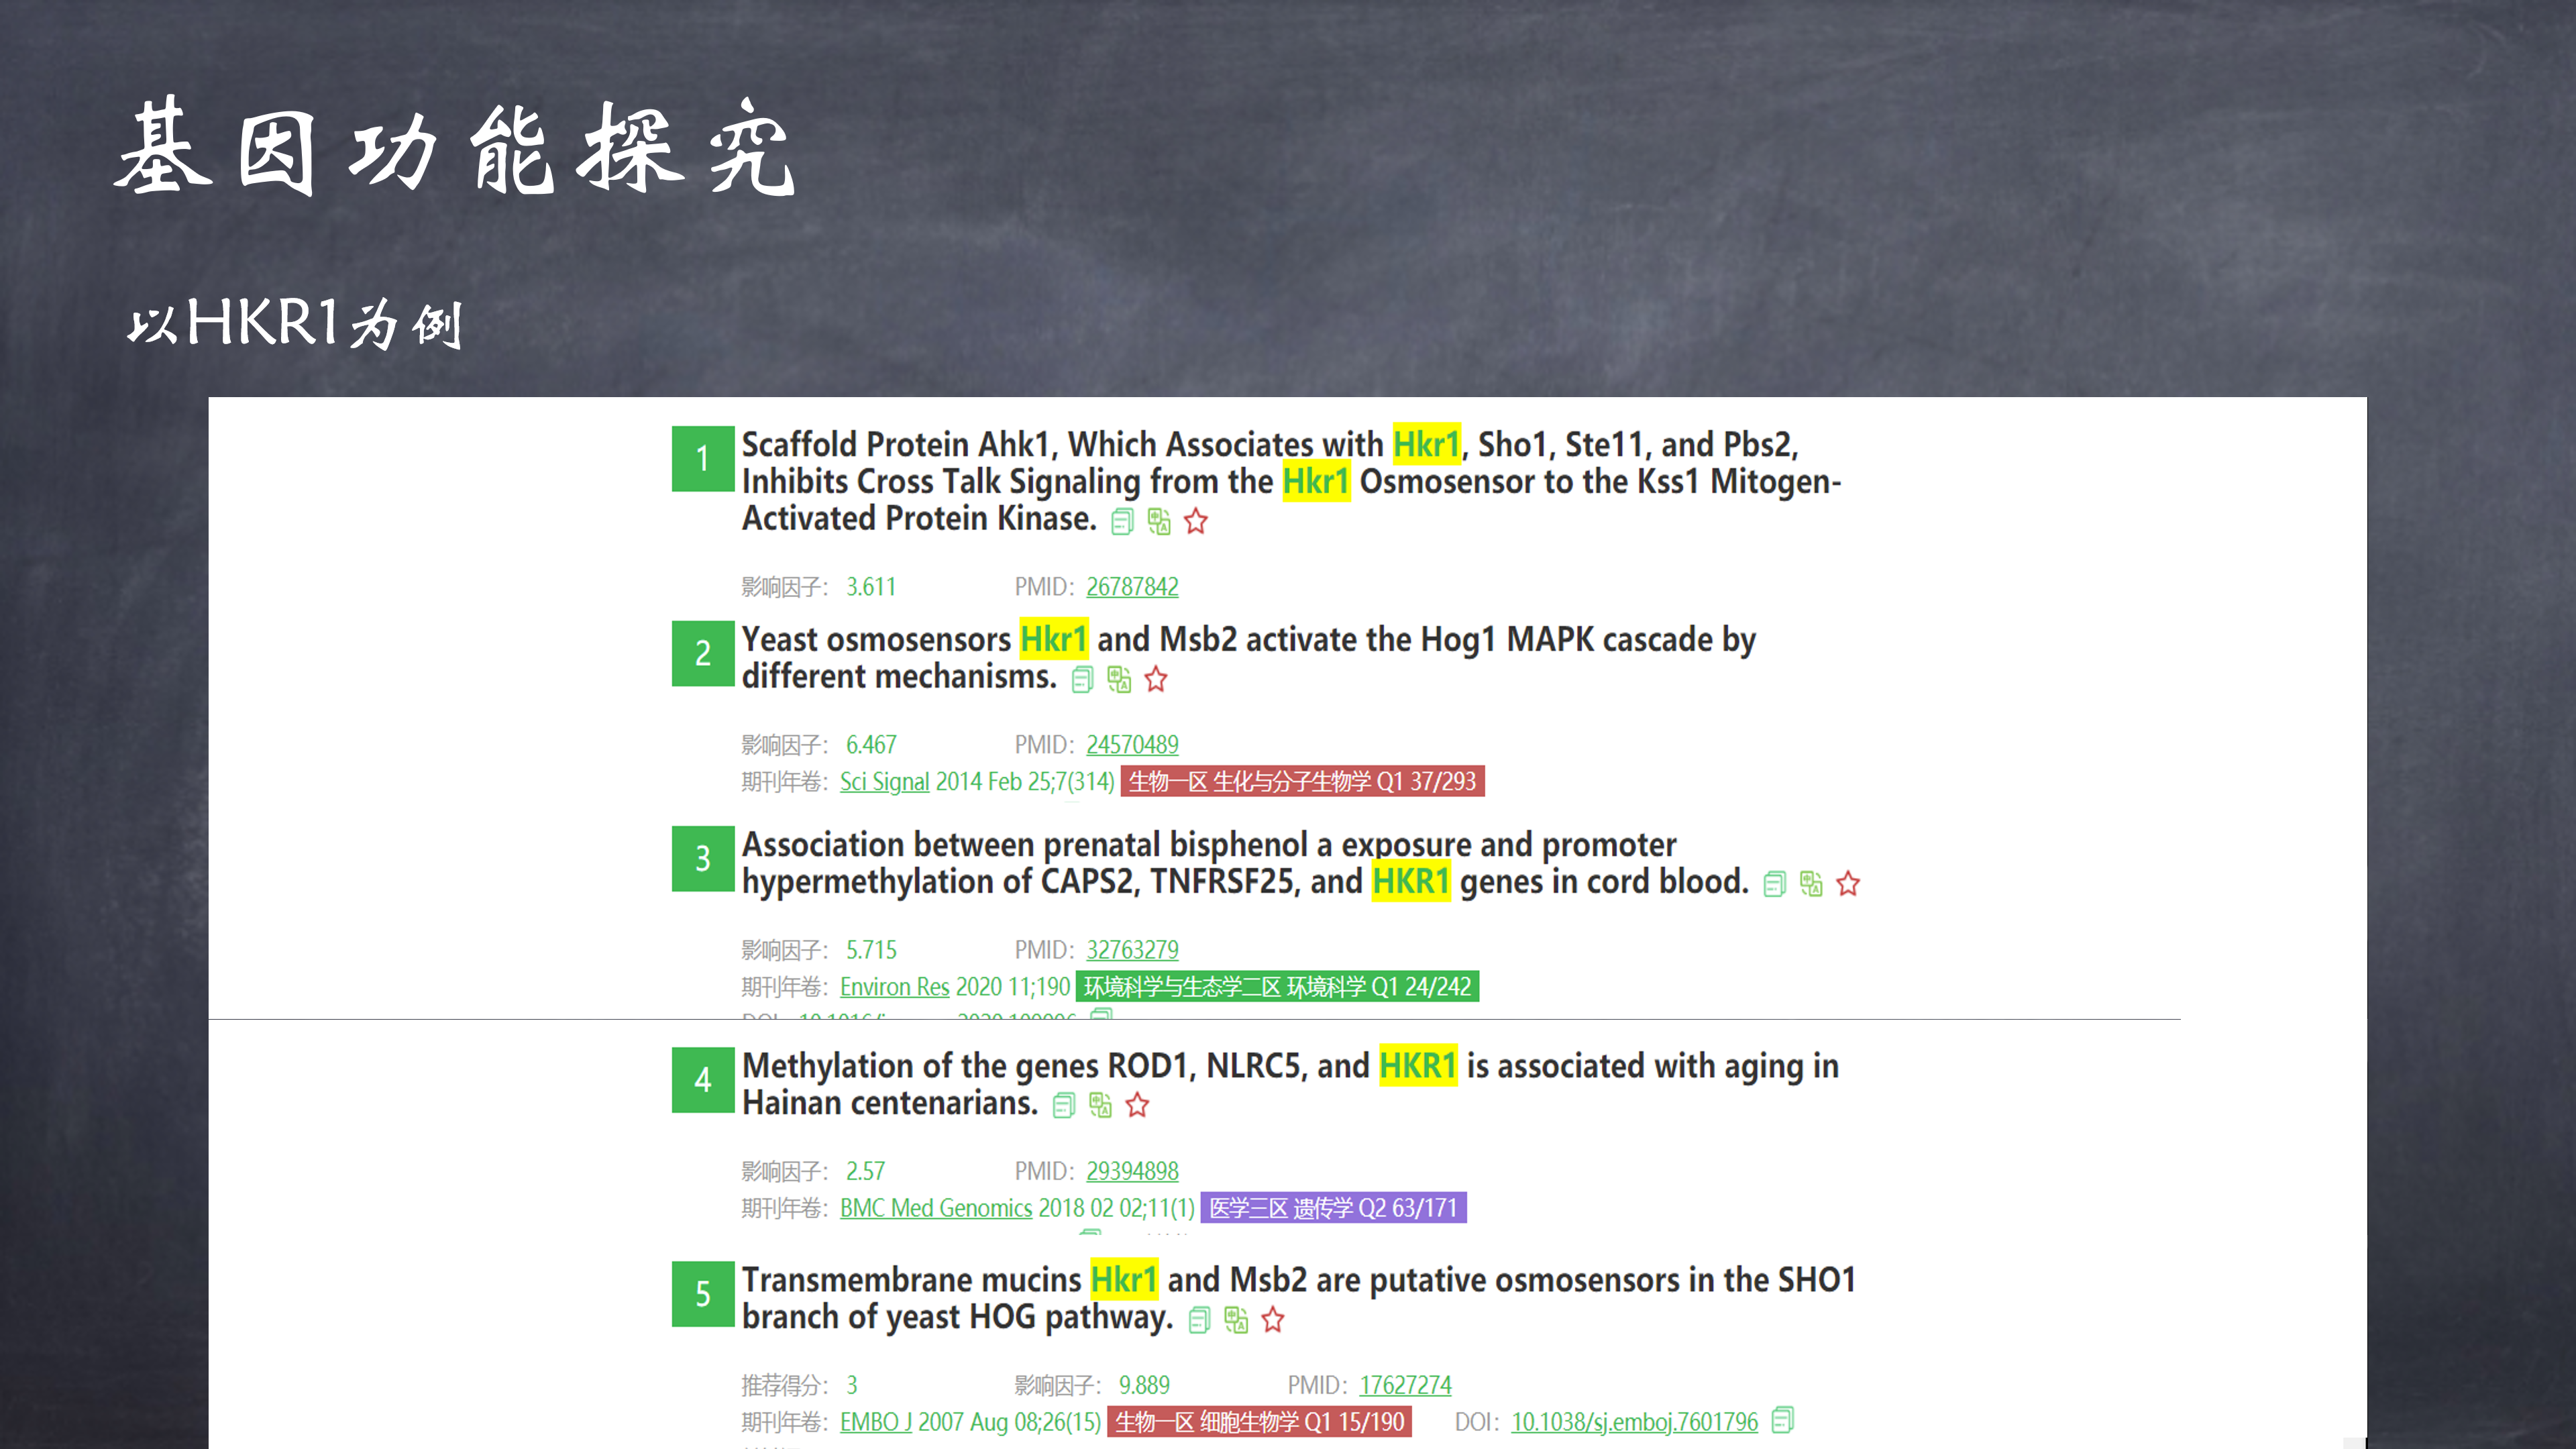 基因功能探究
以HKR1为例
1 Scaffold Protein Ahk1, Which Associates with Hkr1, Sho1, Ste11, and Pbs2,
Inhibits Cross Talk Signaling from the Hkr1 Osmosensor to the Kss1 Mitogen-
Activated Protein Kinase.
影响因子： 3.611 PMID： 26787842
2 Yeast osmosensors Hkr1 and Msb2 activate the Hog1 MAPK cascade by
different mechanisms.
影响因子： 6.467 PMID： 24570489
期刊年卷： Sci Signal 2014 Feb 25;7(314) 生物一区 生化与分子生物学 Q1 37/293
3 Association between prenatal bisphenol a exposure and promoter
hypermethylation of CAPS2, TNFRSF25, and HKR1 genes in cord blood.
影响因子： 5.715 PMID： 32763279
期刊年卷： Environ Res 2020 11;190 环境科学与生态学二区 环境科学 Q1 24/242
4 Methylation of the genes ROD1, NLRC5, and HKR1 is associated with aging in
Hainan centenarians.
影响因子： 2.57 PMID： 29394898
期刊年卷： BMC Med Genomics 2018 02 02;11(1) 医学三区 遗传学 Q2 63/171
5 Transmembrane mucins Hkr1 and Msb2 are putative osmosensors in the SHO1
branch of yeast HOG pathway.
推荐得分： 3 影响因子： 9.889 PMID： 17627274
期刊年卷： EMBO J 2007 Aug 08;26(15) 生物一区 细胞生物学 Q1 15/190 DOI： 10.1038/sj.emboj.7601796